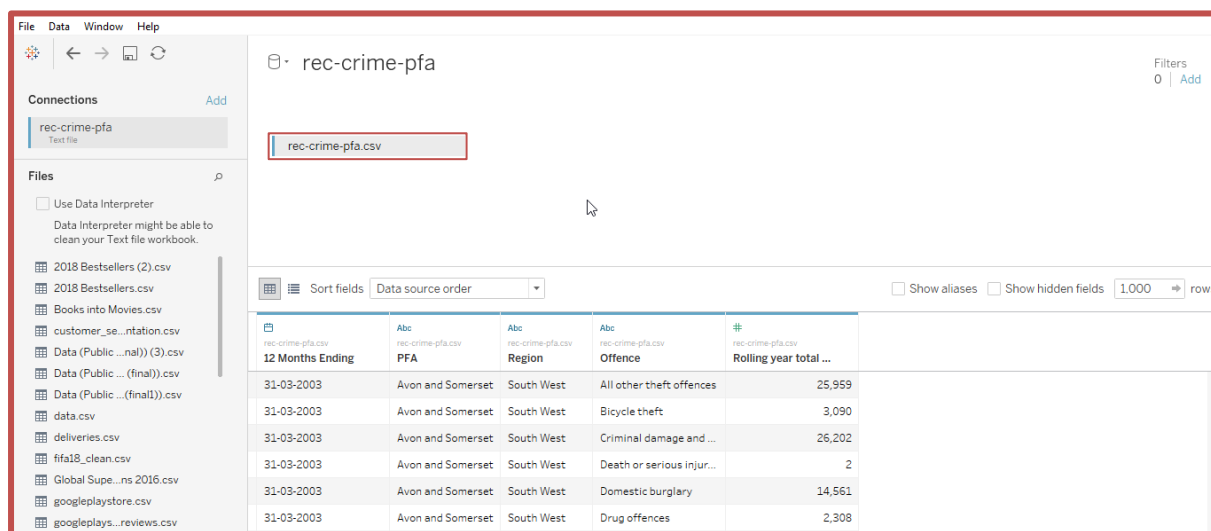 File Data Window Help
rec-crime-pfa
Filters
0 Add
Connections Add
rec-crime-pfa
Text file
rec-crime-pfa.csv
Files
Use Data Interpreter
Data Interpreter might be able to
clean your Text file workbook.
2018 Bestsellers (2).csv
2018 Bestsellers.csv
Books into Movies.csv
customer_se...ntation.csv
Data (Public ...nal)) (3).csv
Data (Public ... (final)).csv
Data (Public ...(final1)).csv
data.csv
deliveries.csv
fifa18_clean.csv
Global Supe...ns 2016.csv
googleplaystore.csv
googleplays...reviews.csv
Sort fields Data source order
Show aliases Show hidden fields 1,000 row
Abc Abc Abc #
rec-crime-pfa.csv rec-crime-pfa.csv rec-crime-pfa.csv rec-crime-pfa.csv rec-crime-pfa.csv
12 Months Ending PFA Region Offence Rolling year total ...
31-03-2003 Avon and Somerset South West All other theft offences 25,959
31-03-2003 Avon and Somerset South West Bicycle theft 3,090
31-03-2003 Avon and Somerset South West Criminal damage and ... 26,202
31-03-2003 Avon and Somerset South West Death or serious injur... 2
31-03-2003 Avon and Somerset South West Domestic burglary 14,561
31-03-2003 Avon and Somerset South West Drug offences 2,308